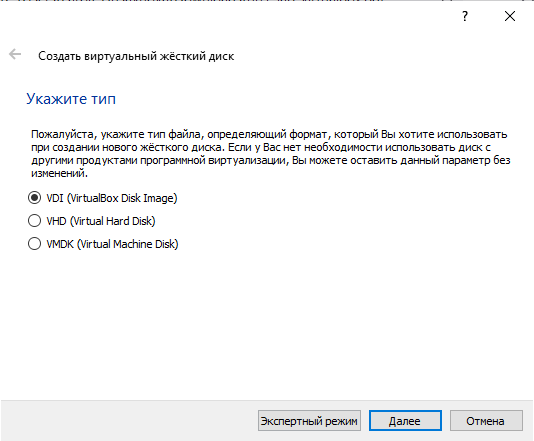 ?
Создать виртуальный жёсткий диск
Укажите тип
Пожалуйста, укажите тип файла, определяющий формат, который Вы хотите использовать
при создании нового жёсткого диска. Если у Вас нет необходимости использовать диск с
другими продуктами программной виртуализации, Вы можете оставить данный параметр без
изменений.
VDI (VirtualBox Disk Image)
VHD (Virtual Hard Disk)
VMDK (Virtual Machine Disk)
Экспертный режим Далее Отмена